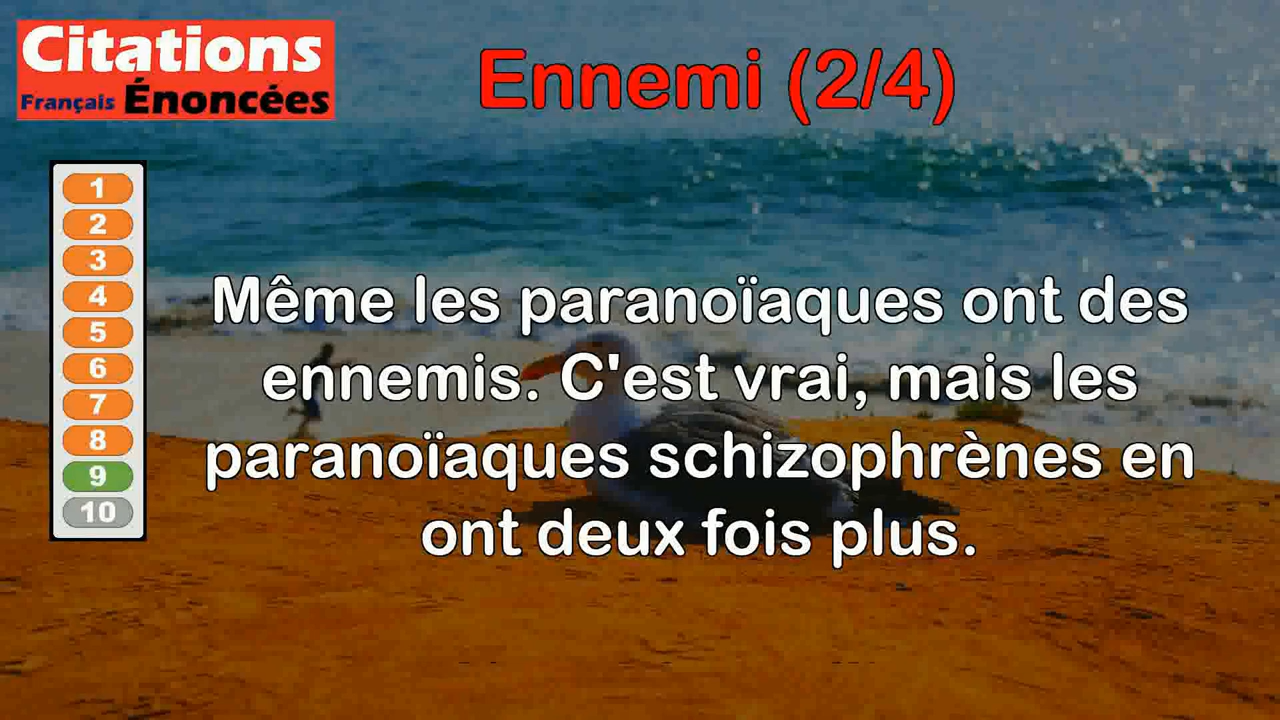 Citations
Français Énoncées
Ennemi (2/4)
1
2
3
4
5
6
7
8
9
10
Même les paranoïaques ont des
ennemis. C'est vrai, mais les
paranoïaques schizophrènes en
ont deux fois plus.